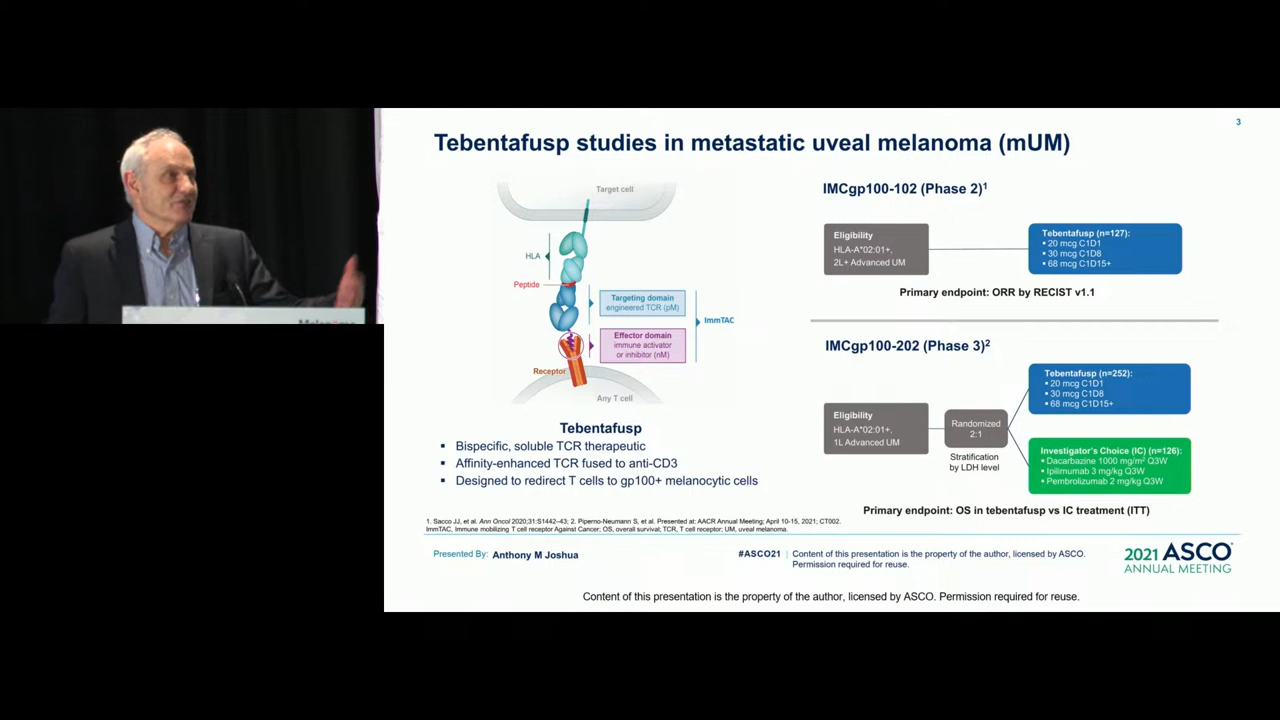 3
Tebentafusp studies in metastatic uveal melanoma (mUM)
Target cell
HLA
Peptide
Targeting domain
engineered TCR (pM)
ImmTAC
Effector domain
immune activator
or inhibitor (nM)
Receptor
Any T cell
Tebentafusp
▪ Bispecific, soluble TCR therapeutic
▪ Affinity-enhanced TCR fused to anti-CD3
▪ Designed to redirect T cells to gp100+ melanocytic cells
IMCgp100-102 (Phase 2)¹
Eligibility
HLA-A*02:01+,
2L+ Advanced UM
Tebentafusp (n=127):
▪ 20 mcg C1D1
▪ 30 mcg C1D8
▪ 68 mcg C1D15+
Primary endpoint: ORR by RECIST v1.1
IMCgp100-202 (Phase 3)²
Eligibility
HLA-A*02:01+,
1L Advanced UM
Randomized
2:1
Stratification
by LDH level
Tebentafusp (n=252):
▪ 20 mcg C1D1
▪ 30 mcg C1D8
▪ 68 mcg C1D15+
Investigator's Choice (IC) (n=126):
▪ Dacarbazine 1000 mg/m² Q3W
▪ Ipilimumab 3 mg/kg Q3W
▪ Pembrolizumab 2 mg/kg Q3W
Primary endpoint: OS in tebentafusp vs IC treatment (ITT)
1. Sacco JJ, et al. Ann Oncol 2020;31:S1442–43; 2. Piperno-Neumann S, et al. Presented at: AACR Annual Meeting; April 10-15, 2021; CT002.
ImmTAC, Immune mobilizing T cell receptor Against Cancer; OS, overall survival; TCR, T cell receptor; UM, uveal melanoma.
Presented By: Anthony M Joshua
#ASCO21 | Content of this presentation is the property of the author, licensed by ASCO.
Permission required for reuse.
2021 ASCO®
ANNUAL MEETING
Content of this presentation is the property of the author, licensed by ASCO. Permission required for reuse.